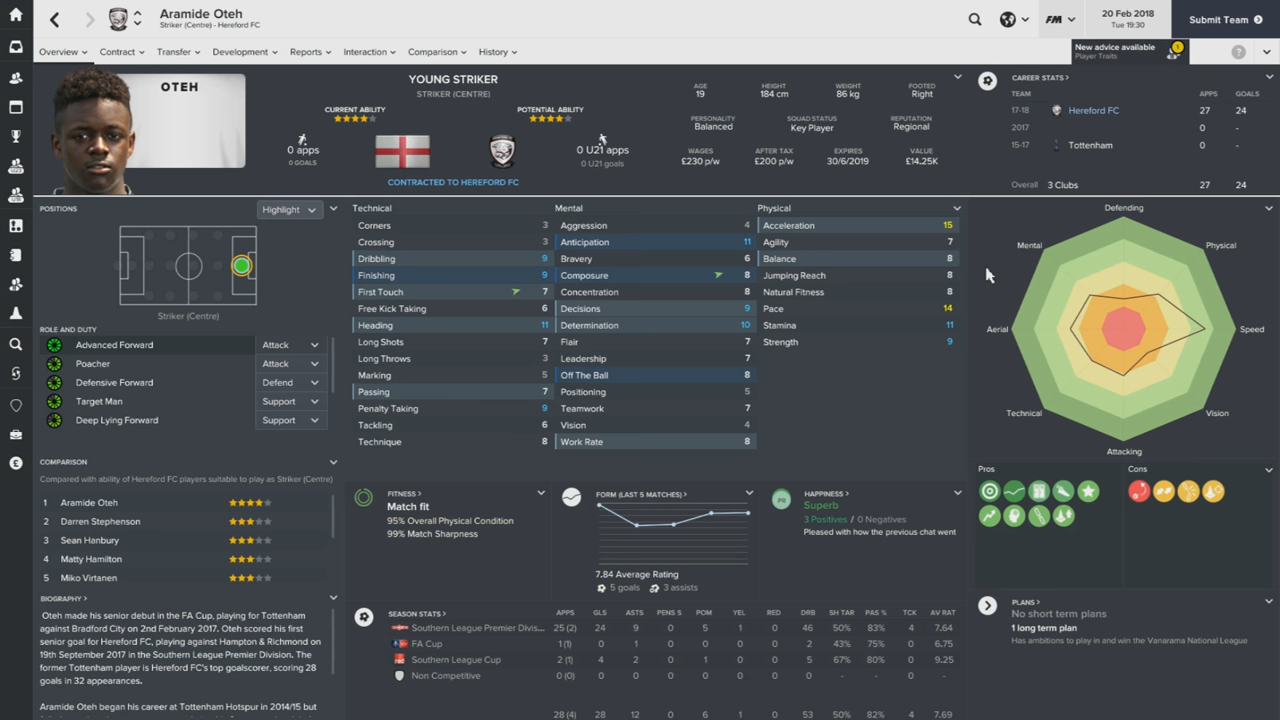 Aramide Oteh
Striker (Centre) - Hereford FC
FM
20 Feb 2018
Tue 19:30
Submit Team
Overview
Contract
Transfer
Development
Reports
Interaction
Comparison
History
New advice available
Player Traits
1
?
OTEH
YOUNG STRIKER
STRIKER (CENTRE)
CURRENT ABILITY
POTENTIAL ABILITY
0 apps
0 GOALS
0 U21 apps
0 U21 goals
CONTRACTED TO HEREFORD FC
AGE
19
HEIGHT
184 cm
WEIGHT
86 kg
FOOTED
Right
PERSONALITY
Balanced
SQUAD STATUS
Key Player
REPUTATION
Regional
WAGES
£230 p/w
AFTER TAX
£200 p/w
EXPIRES
30/6/2019
VALUE
£14.25K
CAREER STATS >
TEAM APPS GOALS
17-18 Hereford FC 27 24
2017 0 -
15-17 Tottenham 0 -
Overall 3 Clubs 27 24
POSITIONS
Highlight
Striker (Centre)
ROLE AND DUTY
Advanced Forward Attack
Poacher Attack
Defensive Forward Defend
Target Man Support
Deep Lying Forward Support
COMPARISON
Compared with ability of Hereford FC players suitable to play as Striker (Centre)
1 Aramide Oteh
2 Darren Stephenson
3 Sean Hanbury
4 Matty Hamilton
5 Miko Virtanen
BIOGRAPHY >
Oteh made his senior debut in the FA Cup, playing for Tottenham
against Bradford City on 2nd February 2017. Oteh scored his first
senior goal for Hereford FC, playing against Hampton & Richmond on
19th September 2017 in the Southern League Premier Division. The
former Tottenham player is Hereford FC's top goalscorer, scoring 28
goals in 32 appearances.
Aramide Oteh began his career at Tottenham Hotspur in 2014/15 but
Technical
Corners 3
Crossing 3
Dribbling 9
Finishing 9
First Touch 7
Free Kick Taking 6
Heading 11
Long Shots 7
Long Throws 3
Marking 5
Passing 7
Penalty Taking 9
Tackling 6
Technique 8
Mental
Aggression 4
Anticipation 11
Bravery 6
Composure 8
Concentration 8
Decisions 9
Determination 10
Flair 7
Leadership 7
Off The Ball 8
Positioning 5
Teamwork 7
Vision 4
Work Rate 8
Physical
Acceleration 15
Agility 7
Balance 8
Jumping Reach 8
Natural Fitness 8
Pace 14
Stamina 11
Strength 9
Defending
Physical
Speed
Vision
Attacking
Technical
Aerial
Mental
FITNESS >
Match fit
95% Overall Physical Condition
99% Match Sharpness
FORM (LAST 5 MATCHES) >
7.84 Average Rating
5 goals 3 assists
PR
HAPPINESS >
Superb
3 Positives / 0 Negatives
Pleased with how the previous chat went
Pros
Cons
SEASON STATS > APPS GLS ASTS PENS S POM YEL RED DRB SH TAR PAS % TCK AV RAT
Southern League Premier Divis... 25 (2) 24 9 0 5 1 0 46 50% 83% 4 7.64
FA Cup 1 (1) 0 1 0 0 0 0 2 43% 75% 0 6.75
Southern League Cup 2 (1) 4 2 0 1 0 0 5 67% 80% 0 9.25
Non Competitive 0 (0) 0 0 0 0 0 0 - - - 0 -
28 (4) 28 12 0 6 1 0 53 50% 82% 4 7.69
PLANS >
No short term plans
1 long term plan
Has ambitions to play in and win the Vanarama National League